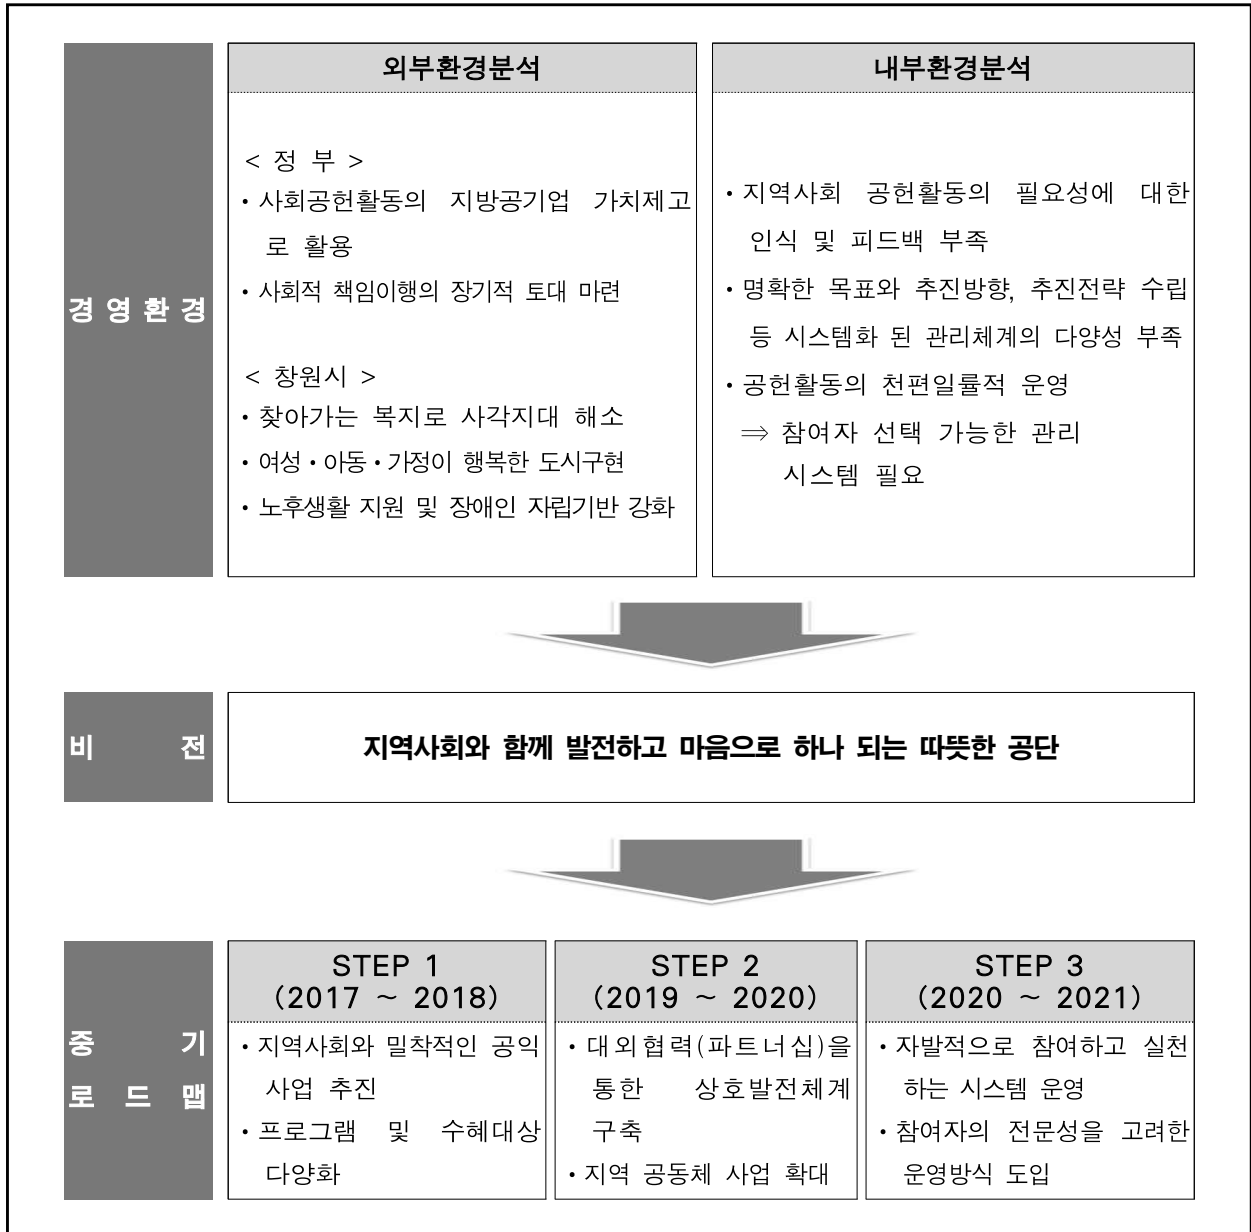 경영환경
외부환경분석
< 정 부 >
• 사회공헌활동의 지방공기업 가치제고
로 활용
• 사회적 책임이행의 장기적 토대 마련
< 창원시 >
• 찾아가는 복지로 사각지대 해소
• 여성・아동・가정이 행복한 도시구현
• 노후생활 지원 및 장애인 자립기반 강화
내부환경분석
• 지역사회 공헌활동의 필요성에 대한
인식 및 피드백 부족
• 명확한 목표와 추진방향, 추진전략 수립
등 시스템화 된 관리체계의 다양성 부족
• 공헌활동의 천편일률적 운영
⇒ 참여자 선택 가능한 관리
시스템 필요
비 전
지역사회와 함께 발전하고 마음으로 하나 되는 따뜻한 공단
중 기
로 드 맵
STEP 1
(2017 ~ 2018)
• 지역사회와 밀착적인 공익
사업 추진
• 프로그램 및 수혜대상
다양화
STEP 2
(2019 ~ 2020)
• 대외협력(파트너십)을
통한 상호발전체계
구축
• 지역 공동체 사업 확대
STEP 3
(2020 ~ 2021)
• 자발적으로 참여하고 실천
하는 시스템 운영
• 참여자의 전문성을 고려한
운영방식 도입